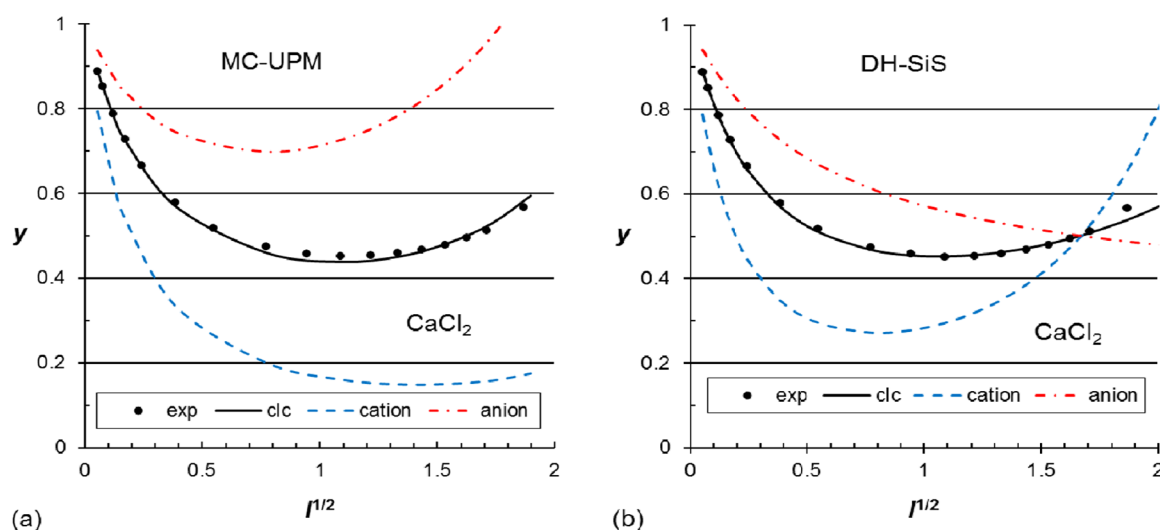 1
MC-UPM
0.8
0.6
y
0.4
CaCl2
0.2
exp clc cation anion
0
0 0.5 1 1.5 2
(a)
I^1/2
1
DH-SiS
0.8
0.6
y
0.4
CaCl2
0.2
exp clc cation anion
0
0 0.5 1 1.5 2
(b)
I^1/2